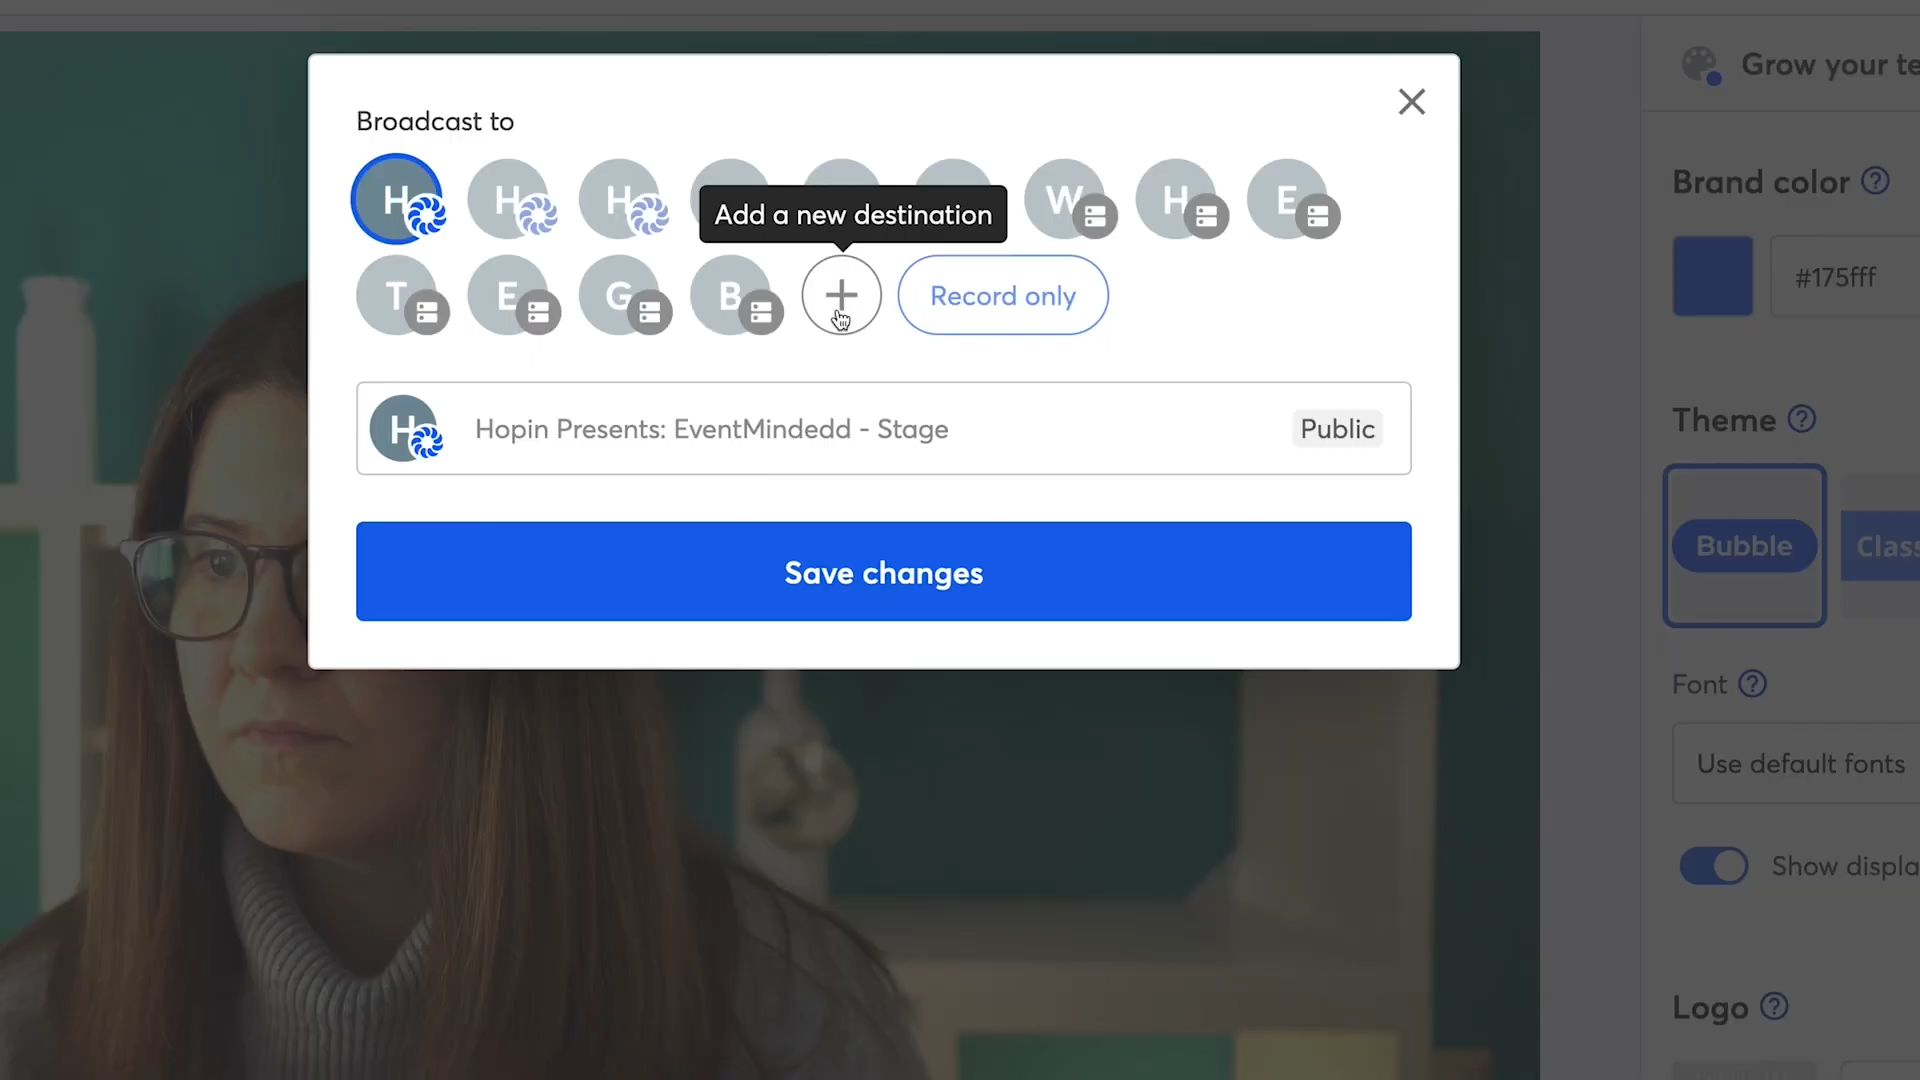 Grow your te
Broadcast to
H H H W H E
Add a new destination
T E G B + Record only
H Hopin Presents: EventMindedd - Stage Public
Save changes
Brand color ?
#175fff
Theme ?
Bubble Class
Font ?
Use default fonts
Show displa
Logo ?